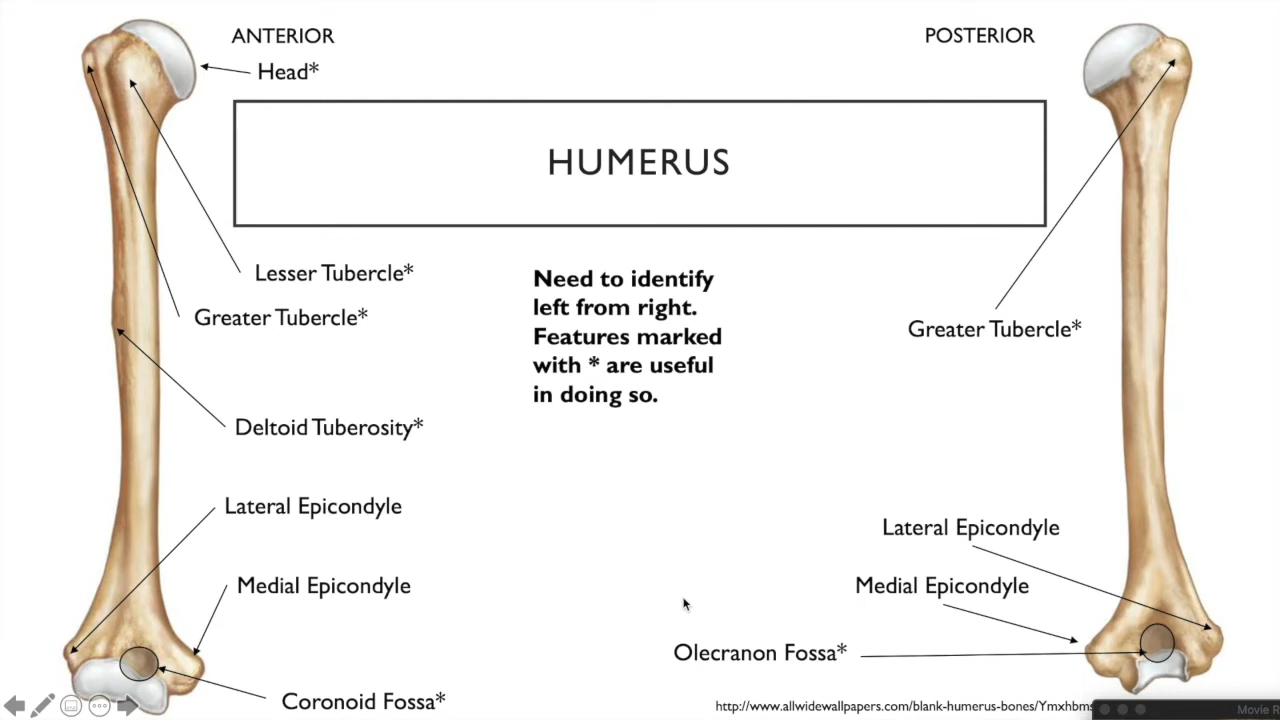 ANTERIOR
POSTERIOR
Head*
HUMERUS
Lesser Tubercle*
Greater Tubercle*
Need to identify
left from right.
Features marked
with * are useful
in doing so.
Greater Tubercle*
Deltoid Tuberosity*
Lateral Epicondyle
Medial Epicondyle
Coronoid Fossa*
Lateral Epicondyle
Medial Epicondyle
Olecranon Fossa*
http://www.allwidewallpapers.com/blank-humerus-bones/Ymxhbms
Movie R